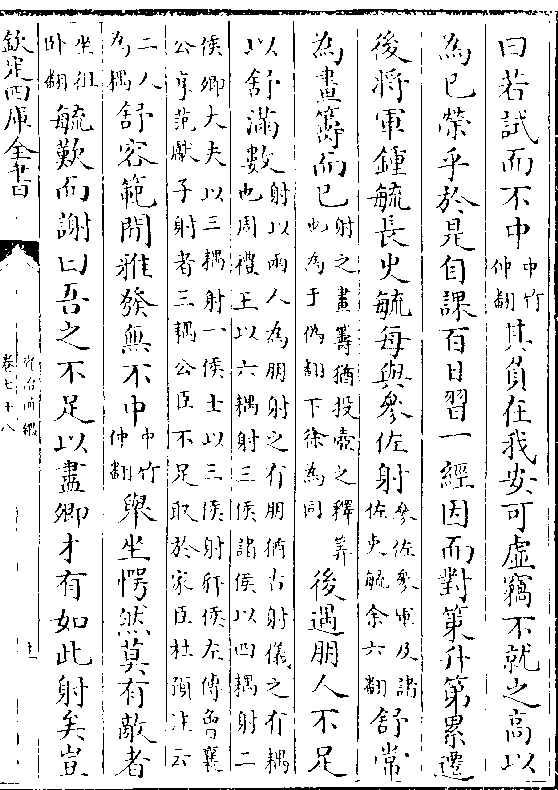 曰若試而不中中竹仲翻其負在我安可虛竊不就之高以
為已榮乎於是自課百日習一經因而對策升第累遷
後將軍鍾毓長史毓每與參佐射參佐參軍及諸佐史毓余六翻舒常
為畫籌而已射之畫籌猶投壺之釋筭也為于偽翻下徐為同後遇朋人不足
以舒滿數射以兩人為朋射之有朋猶古射儀之有耦也周禮王以六耦射三侯諸侯以四耦射二
侯卿大夫以三耦射一侯士以三耦射豻侯左傳魯襄公享范獻子射者三耦公臣不足取於家臣杜預注云
二人為耦舒容範閒雅發無不中中竹仲翻舉坐愕然莫有敵者
坐徂卧翻毓歎而謝曰吾之不足以盡卿才有如此射矣豈
欽定四庫全書
卷七十八